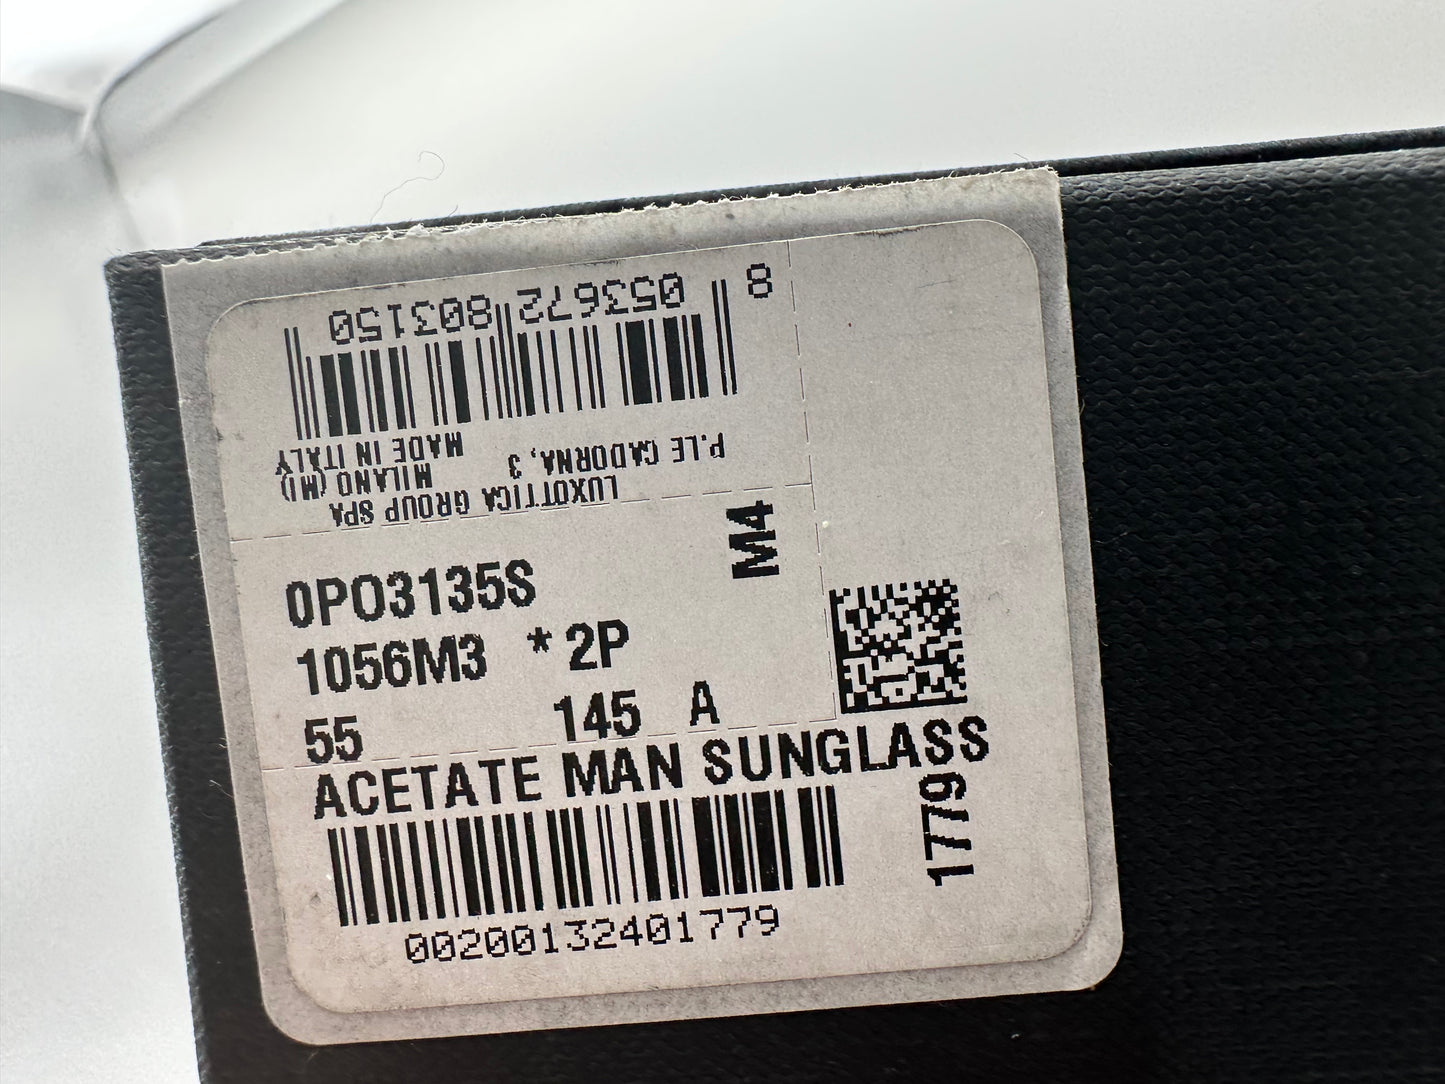 8 053672 803150
P.LE CADORNA, 3
MADE IN ITALY
MILANO (MI)
LUXOTTICA GROUP SPA
M4
0PO3135S
1056M3 * 2P
55 145 A
ACETATE MAN SUNGLASS
1779
00200132401779